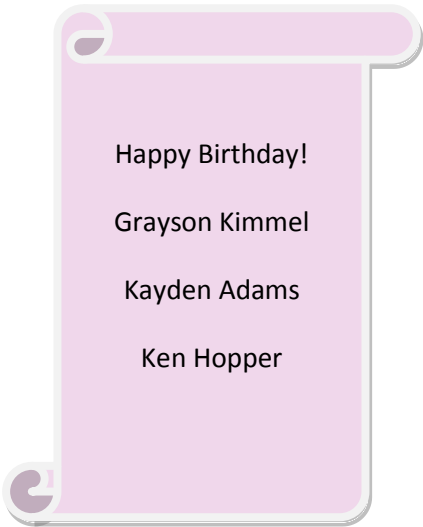 Happy Birthday!
Grayson Kimmel
Kayden Adams
Ken Hopper